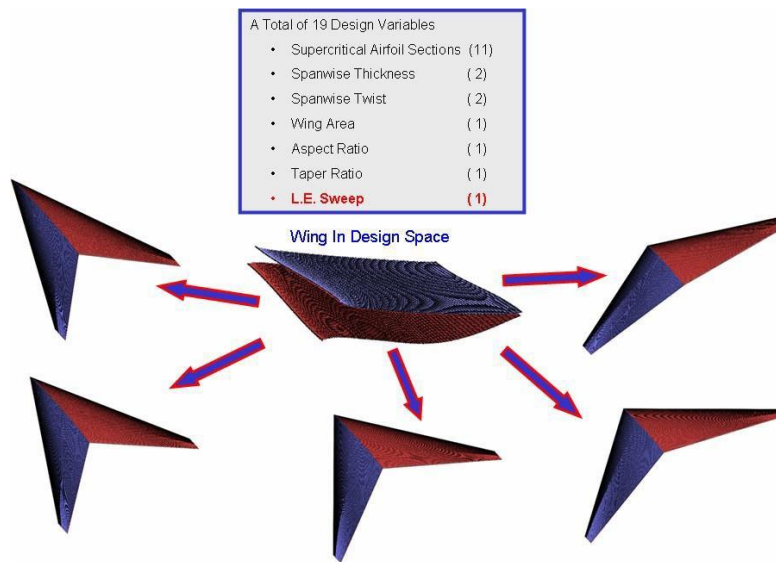 A Total of 19 Design Variables
• Supercritical Airfoil Sections (11)
• Spanwise Thickness ( 2)
• Spanwise Twist ( 2)
• Wing Area ( 1)
• Aspect Ratio ( 1)
• Taper Ratio ( 1)
• L.E. Sweep ( 1)
Wing In Design Space